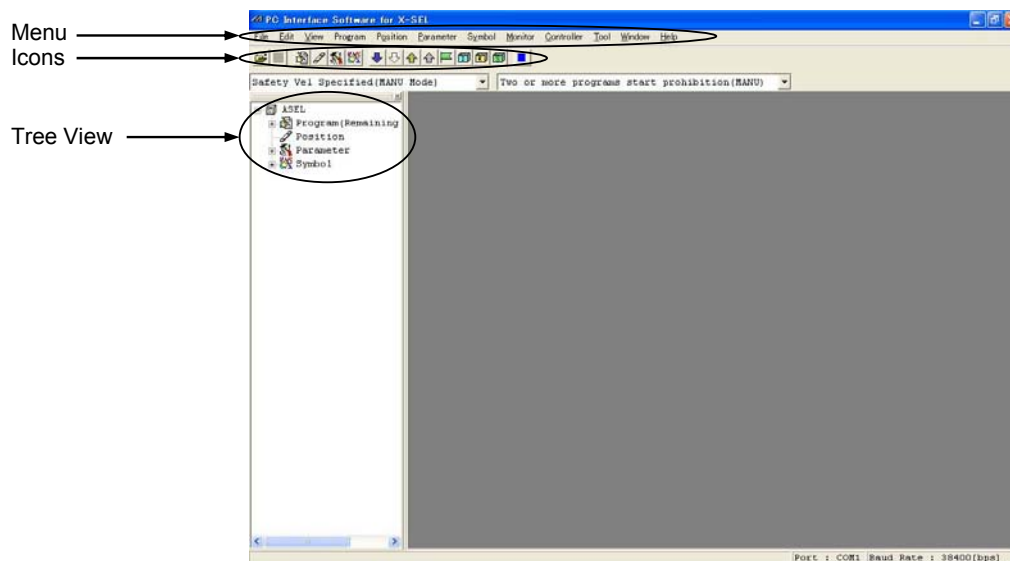 PC Interface Software for X-SEL
Menu
File Edit View Program Position Parameter Symbol Monitor Controller Tool Window Help
Icons
Safety Vel Specified(MANU Mode) Two or more programs start prohibition(MANU)
ASEL
Program(Remaining
Tree View
Position
Parameter
Symbol
Port : COM1 Baud Rate : 38400[bps]